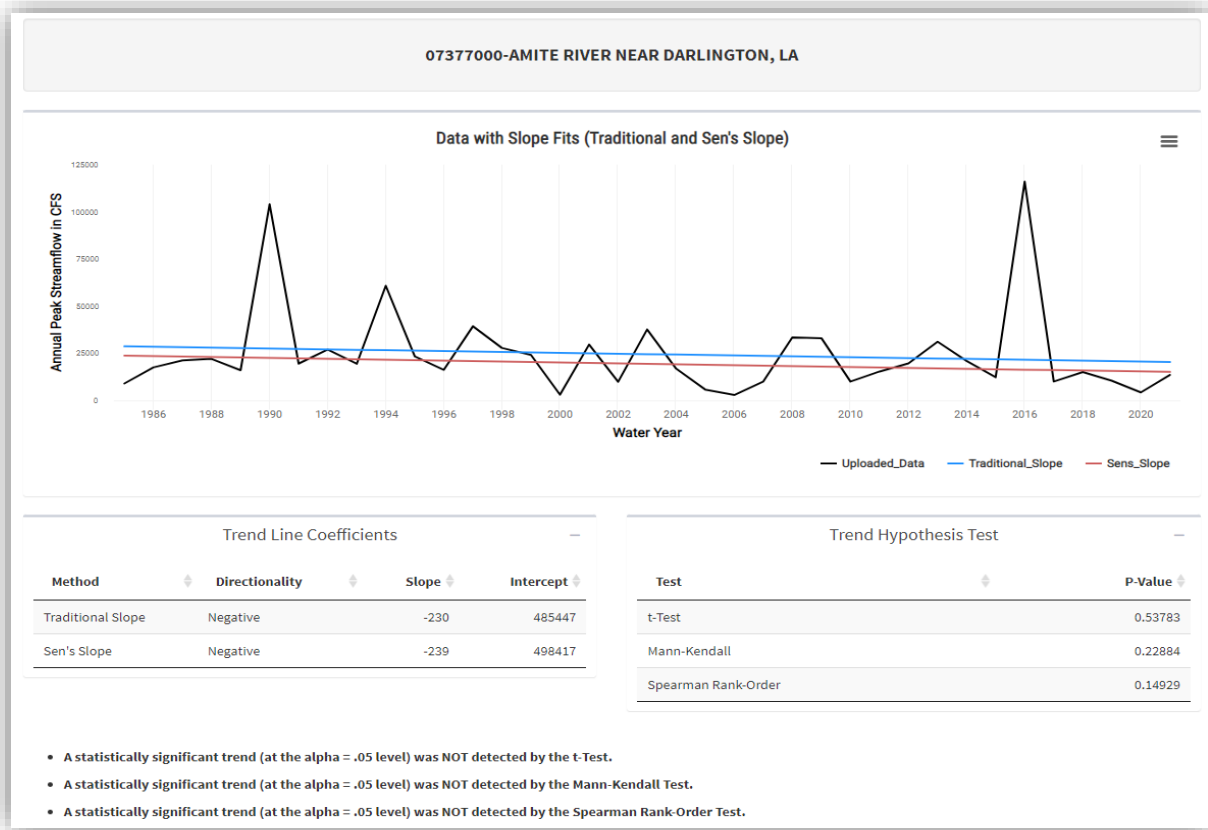 07377000-AMITE RIVER NEAR DARLINGTON, LA
Data with Slope Fits (Traditional and Sen's Slope)
Annual Peak Streamflow in CFS
125000
100000
75000
50000
25000
0
1986 1988 1990 1992 1994 1996 1998 2000 2002 2004 2006 2008 2010 2012 2014 2016 2018 2020
Water Year
Uploaded_Data Traditional_Slope Sens_Slope
Trend Line Coefficients
Method Directionality Slope Intercept
Traditional Slope Negative -230 485447
Sen's Slope Negative -239 498417
Trend Hypothesis Test
Test P-Value
t-Test 0.53783
Mann-Kendall 0.22884
Spearman Rank-Order 0.14929
• A statistically significant trend (at the alpha = .05 level) was NOT detected by the t-Test.
• A statistically significant trend (at the alpha = .05 level) was NOT detected by the Mann-Kendall Test.
• A statistically significant trend (at the alpha = .05 level) was NOT detected by the Spearman Rank-Order Test.